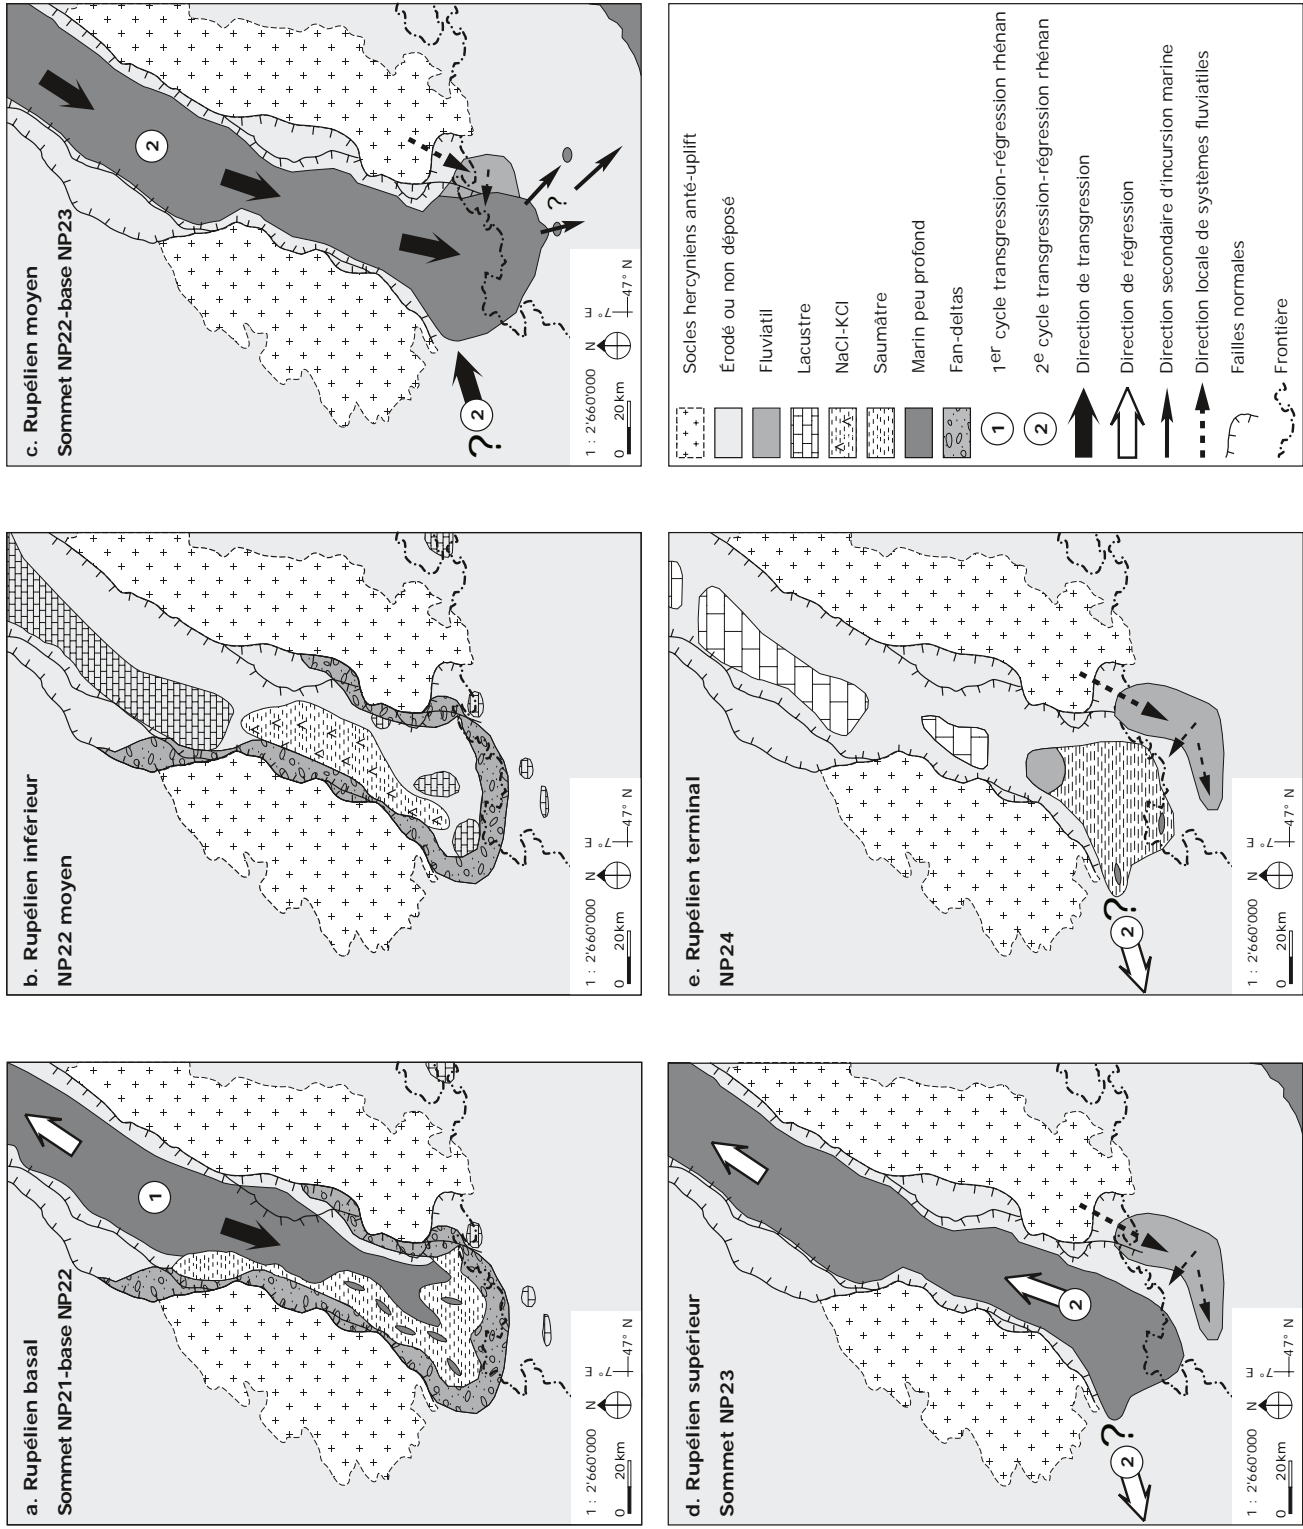 a. Rupélien basal
Sommet NP21-base NP22
1
1 : 2'660'000
0 20km
N
7° E
47° N
b. Rupélien inférieur
NP22 moyen
1 : 2'660'000
0 20km
N
7° E
47° N
c. Rupélien moyen
Sommet NP22-base NP23
2
? 2
?
1 : 2'660'000
0 20km
N
7° E
47° N
d. Rupélien supérieur
Sommet NP23
2
2 ?
1 : 2'660'000
0 20km
N
7° E
47° N
e. Rupélien terminal
NP24
2 ?
1 : 2'660'000
0 20km
N
7° E
47° N
Socles hercyniens anté-uplift
Érodé ou non déposé
Fluviatil
Lacustre
NaCl-KCl
Saumâtre
Marin peu profond
Fan-deltas
1 1er cycle transgression-régression rhénan
2 2e cycle transgression-régression rhénan
Direction de transgression
Direction de régression
Direction secondaire d'incursion marine
Direction locale de systèmes fluviatiles
Failles normales
Frontière